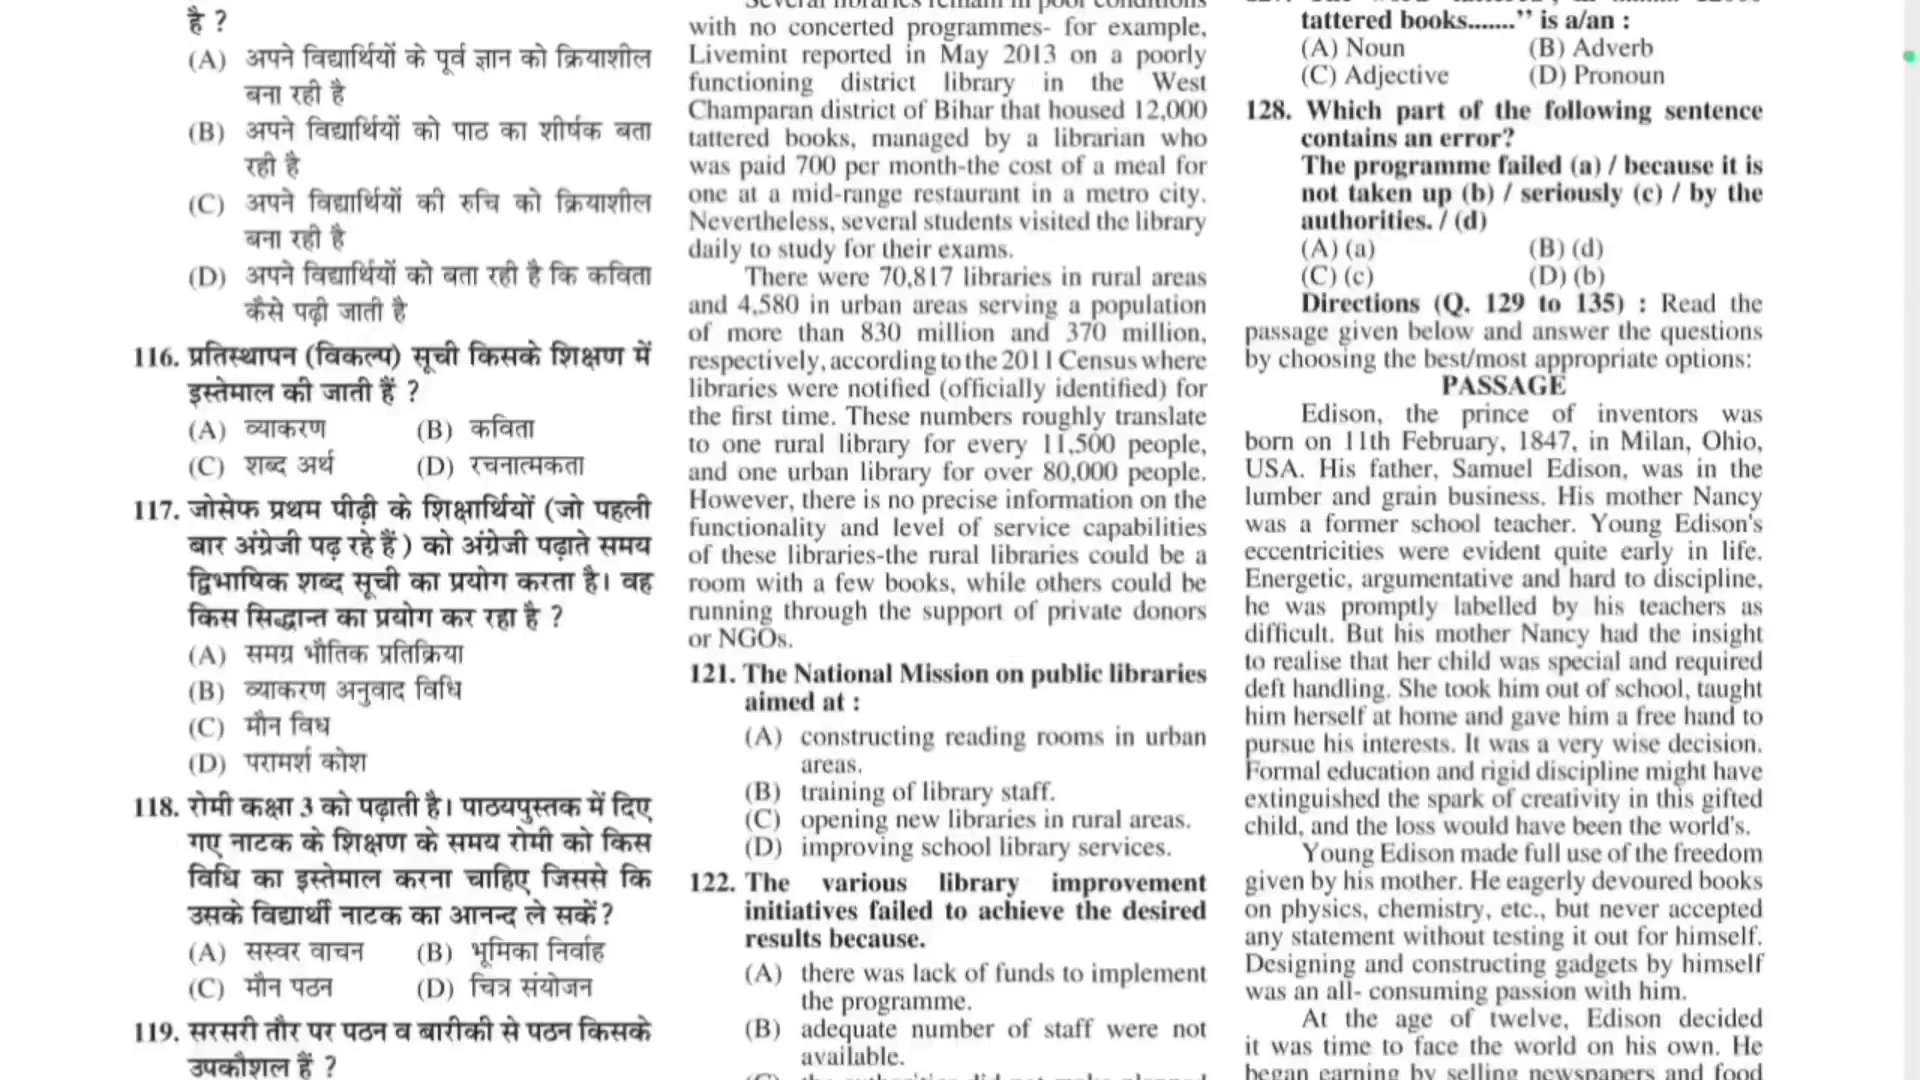 है ?
(A) अपने विद्यार्थियों के पूर्व ज्ञान को क्रियाशील
बना रही है
(B) अपने विद्यार्थियों को पाठ का शीर्षक बता
रही है
(C) अपने विद्यार्थियों की रुचि को क्रियाशील
बना रही है
(D) अपने विद्यार्थियों को बता रही है कि कविता
कैसे पढ़ी जाती है
116. प्रतिस्थापन (विकल्प) सूची किसके शिक्षण में
इस्तेमाल की जाती हैं ?
(A) व्याकरण (B) कविता
(C) शब्द अर्थ (D) रचनात्मकता
117. जोसेफ प्रथम पीढ़ी के शिक्षार्थियों (जो पहली
बार अंग्रेजी पढ़ रहे हैं) को अंग्रेजी पढ़ाते समय
द्विभाषिक शब्द सूची का प्रयोग करता है। वह
किस सिद्धान्त का प्रयोग कर रहा है ?
(A) समग्र भौतिक प्रतिक्रिया
(B) व्याकरण अनुवाद विधि
(C) मौन विध
(D) परामर्श कोश
118. रोमी कक्षा 3 को पढ़ाती है। पाठयपुस्तक में दिए
गए नाटक के शिक्षण के समय रोमी को किस
विधि का इस्तेमाल करना चाहिए जिससे कि
उसके विद्यार्थी नाटक का आनन्द ले सकें?
(A) सस्वर वाचन (B) भूमिका निर्वाह
(C) मौन पठन (D) चित्र संयोजन
119. सरसरी तौर पर पठन व बारीकी से पठन किसके
उपकौशल हैं ?
Several libraries remain in poor conditions
with no concerted programmes- for example,
Livemint reported in May 2013 on a poorly
functioning district library in the West
Champaran district of Bihar that housed 12,000
tattered books, managed by a librarian who
was paid 700 per month-the cost of a meal for
one at a mid-range restaurant in a metro city.
Nevertheless, several students visited the library
daily to study for their exams.
There were 70,817 libraries in rural areas
and 4,580 in urban areas serving a population
of more than 830 million and 370 million,
respectively, according to the 2011 Census where
libraries were notified (officially identified) for
the first time. These numbers roughly translate
to one rural library for every 11,500 people,
and one urban library for over 80,000 people.
However, there is no precise information on the
functionality and level of service capabilities
of these libraries-the rural libraries could be a
room with a few books, while others could be
running through the support of private donors
or NGOs.
121. The National Mission on public libraries
aimed at :
(A) constructing reading rooms in urban
areas.
(B) training of library staff.
(C) opening new libraries in rural areas.
(D) improving school library services.
122. The various library improvement
initiatives failed to achieve the desired
results because.
(A) there was lack of funds to implement
the programme.
(B) adequate number of staff were not
available.
tattered books.......” is a/an :
(A) Noun (B) Adverb
(C) Adjective (D) Pronoun
128. Which part of the following sentence
contains an error?
The programme failed (a) / because it is
not taken up (b) / seriously (c) / by the
authorities. / (d)
(A) (a) (B) (d)
(C) (c) (D) (b)
Directions (Q. 129 to 135) : Read the
passage given below and answer the questions
by choosing the best/most appropriate options:
PASSAGE
Edison, the prince of inventors was
born on 11th February, 1847, in Milan, Ohio,
USA. His father, Samuel Edison, was in the
lumber and grain business. His mother Nancy
was a former school teacher. Young Edison's
eccentricities were evident quite early in life.
Energetic, argumentative and hard to discipline,
he was promptly labelled by his teachers as
difficult. But his mother Nancy had the insight
to realise that her child was special and required
deft handling. She took him out of school, taught
him herself at home and gave him a free hand to
pursue his interests. It was a very wise decision.
Formal education and rigid discipline might have
extinguished the spark of creativity in this gifted
child, and the loss would have been the world's.
Young Edison made full use of the freedom
given by his mother. He eagerly devoured books
on physics, chemistry, etc., but never accepted
any statement without testing it out for himself.
Designing and constructing gadgets by himself
was an all- consuming passion with him.
At the age of twelve, Edison decided
it was time to face the world on his own. He
began earning by selling newspapers and food